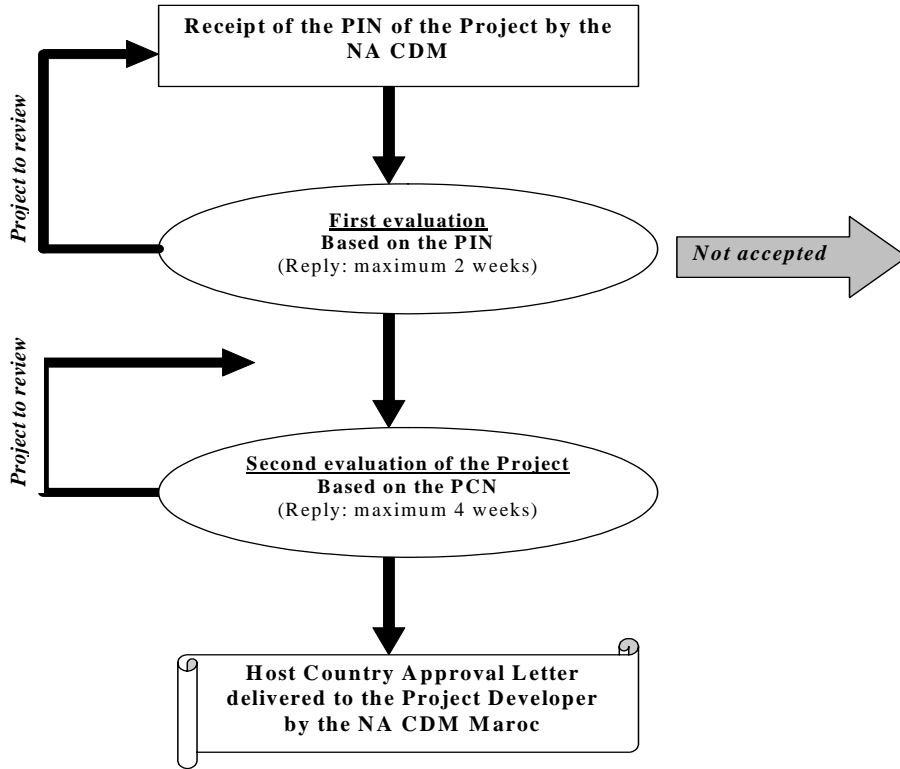 Receipt of the PIN of the Project by the
NA CDM
Project to review
First evaluation
Based on the PIN
(Reply: maximum 2 weeks)
Not accepted
Project to review
Second evaluation of the Project
Based on the PCN
(Reply: maximum 4 weeks)
Host Country Approval Letter
delivered to the Project Developer
by the NA CDM Maroc